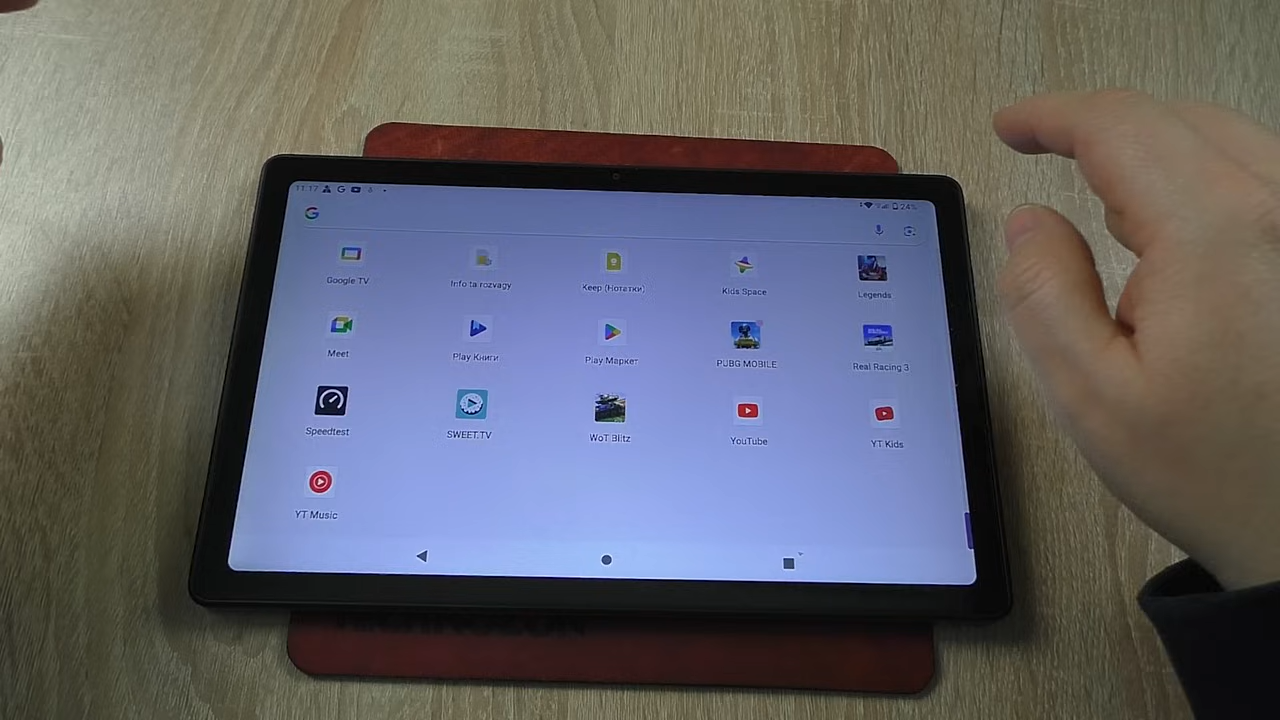 11:17
24%
Google TV
Info ta rozvagy
Keep (Нотатки)
Kids Space
Legends
Meet
Play Книги
Play Маркет
PUBG MOBILE
Real Racing 3
Speedtest
SWEET.TV
WoT Blitz
YouTube
YT Kids
YT Music